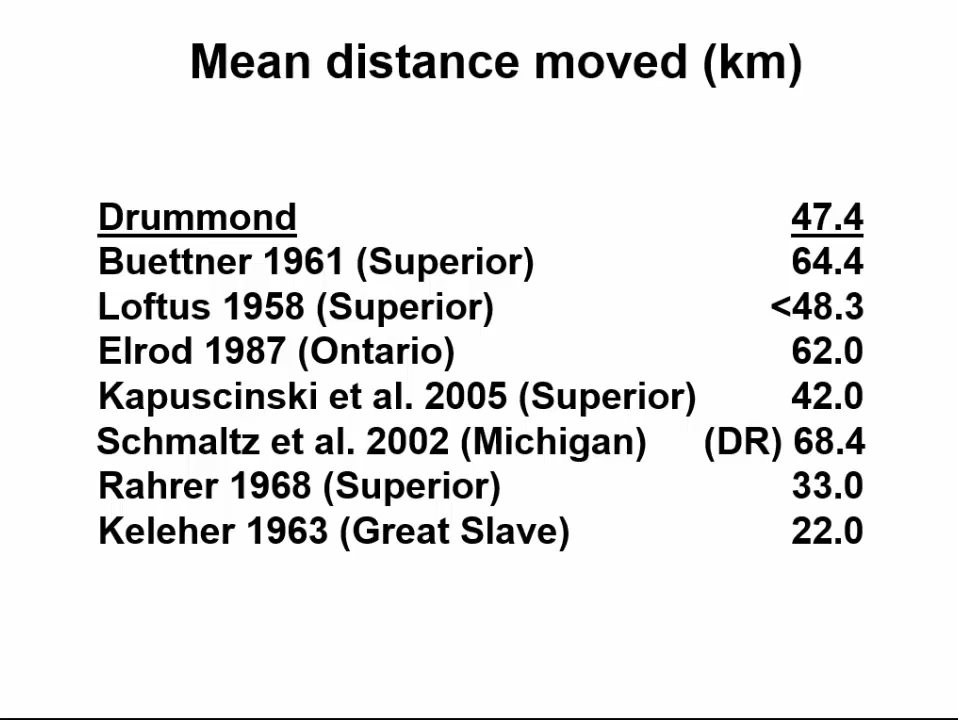 Mean distance moved (km)
Drummond 47.4
Buettner 1961 (Superior) 64.4
Loftus 1958 (Superior) <48.3
Elrod 1987 (Ontario) 62.0
Kapuscinski et al. 2005 (Superior) 42.0
Schmaltz et al. 2002 (Michigan) (DR) 68.4
Rahrer 1968 (Superior) 33.0
Keleher 1963 (Great Slave) 22.0